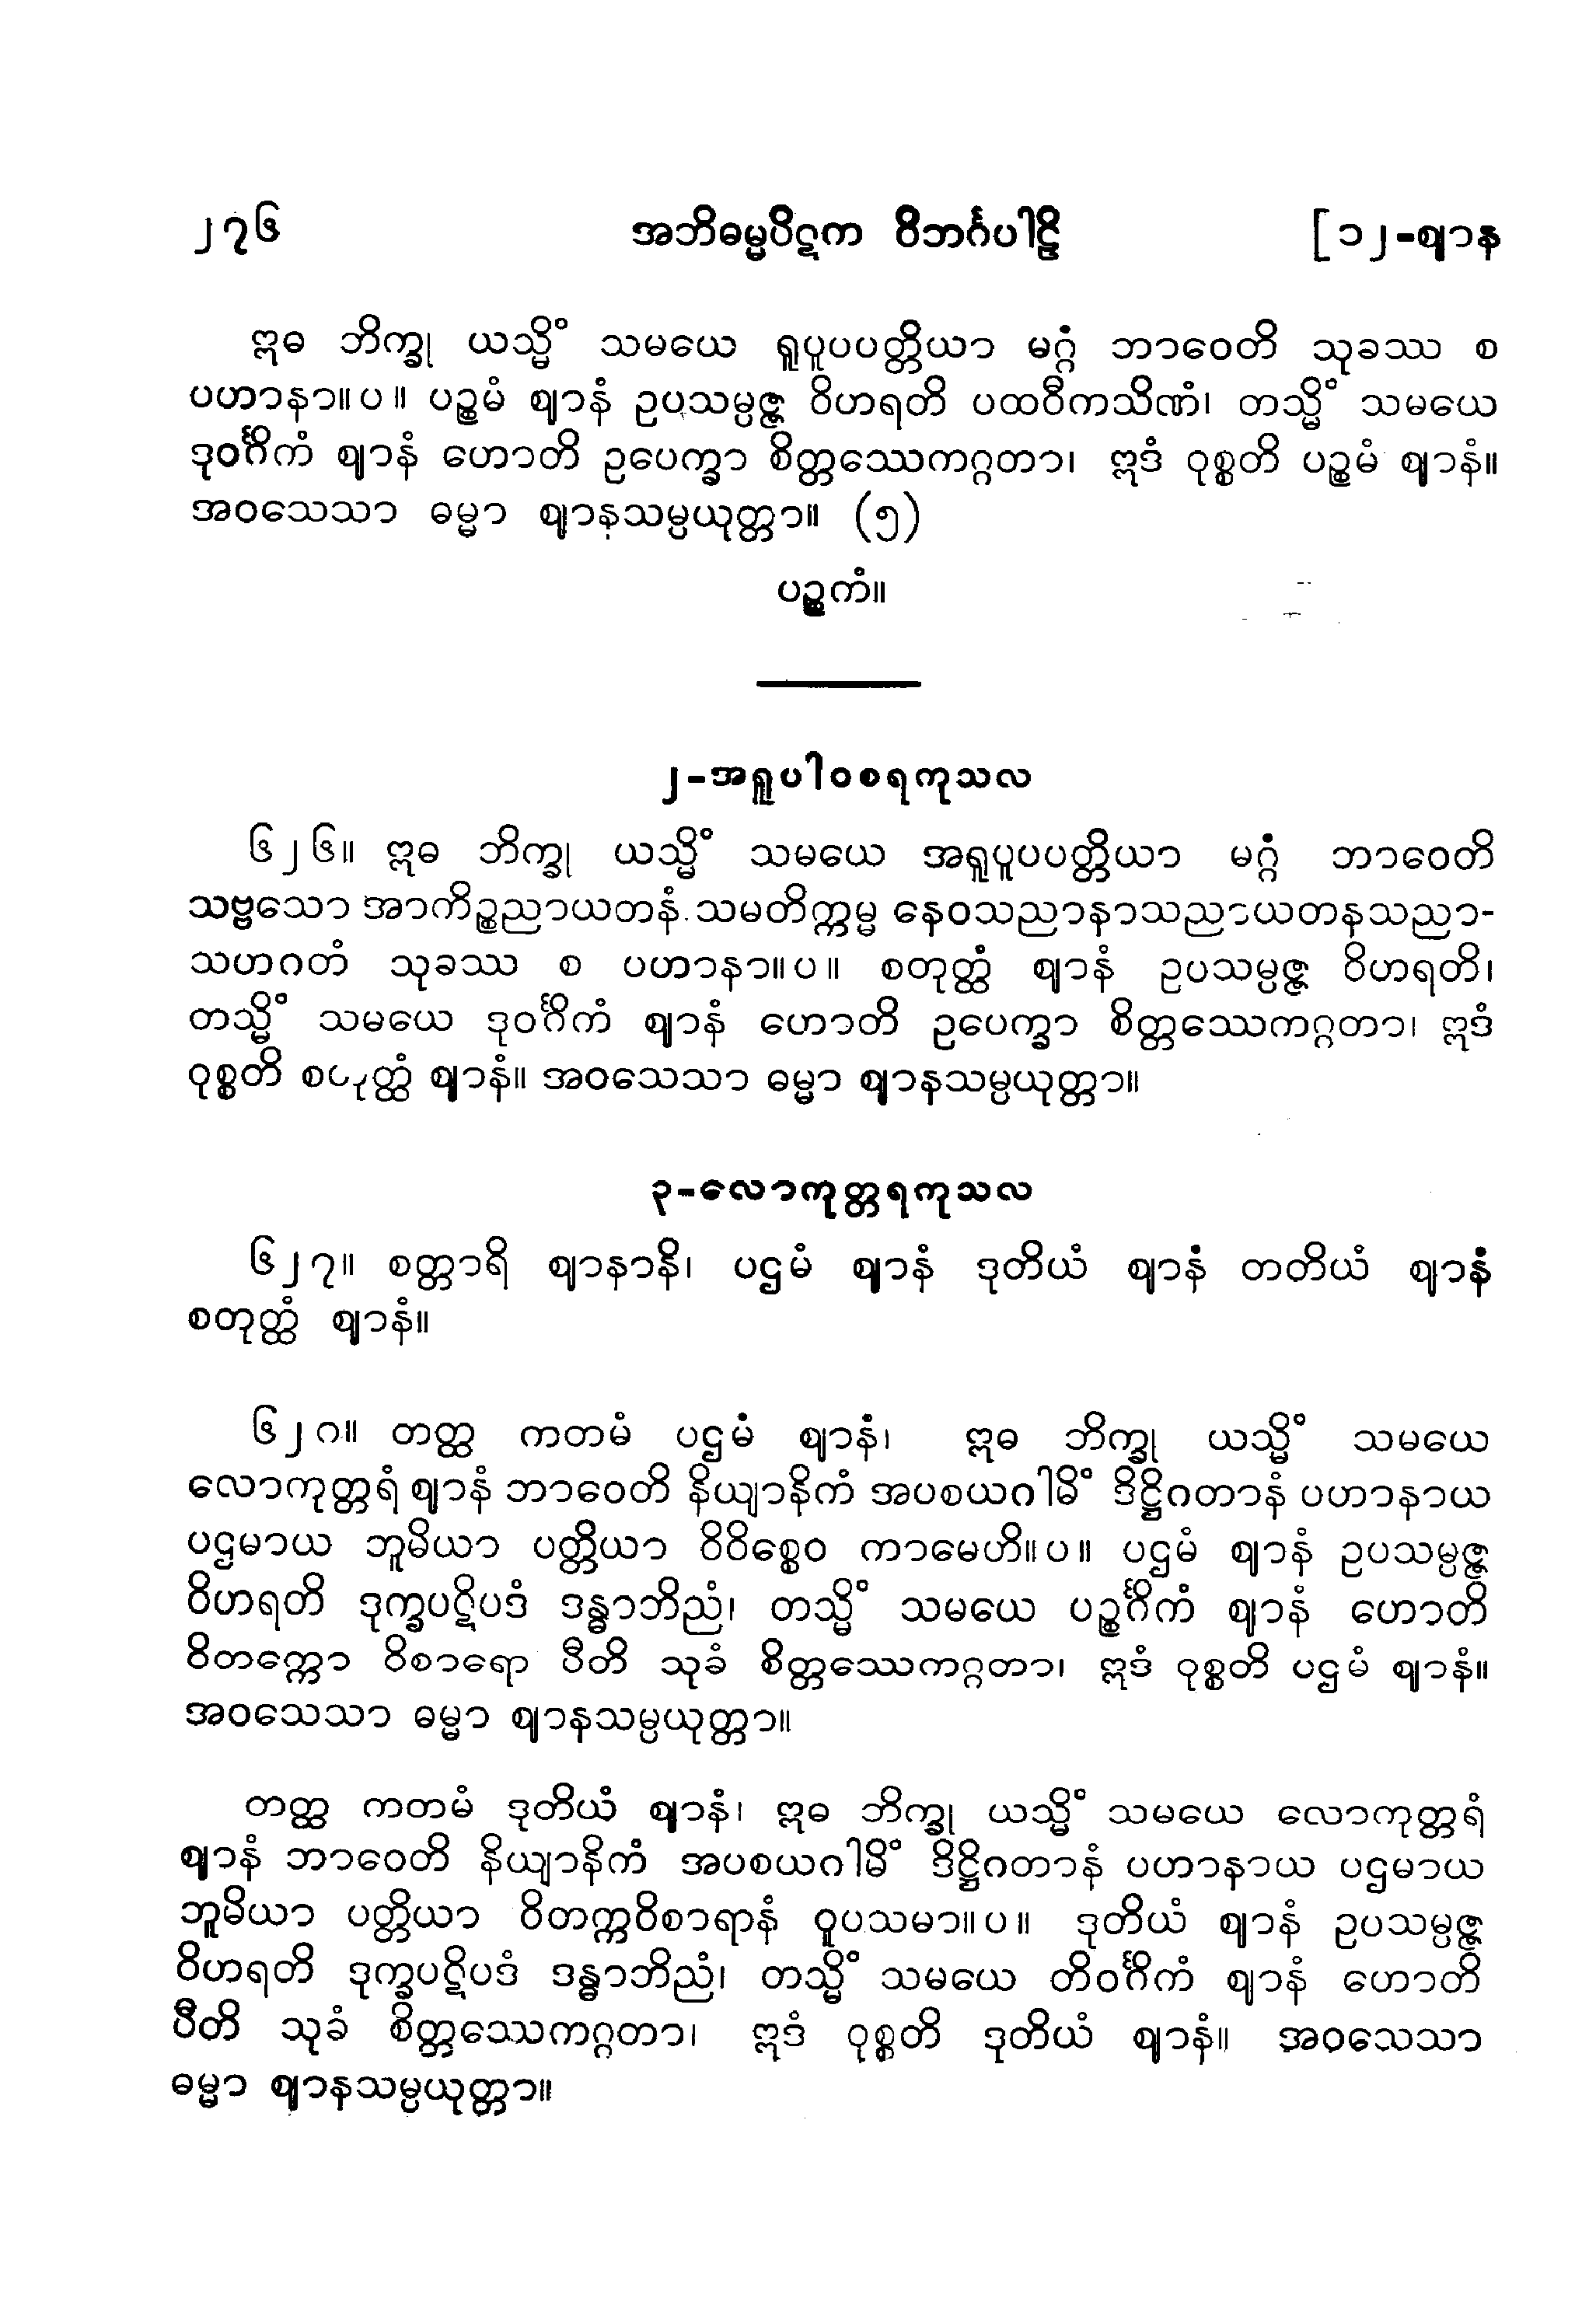 ၂၇၆ အဘိဓမ္မပိဋက ဝိဘင်္ဂပါဠိ [၁၂-ဈာန
ဣဓ ဘိက္ခု ယသ္မိံ သမယေ ရူပူပပတ္တိယာ မဂ္ဂံ ဘာဝေတိ သုခဿ စ
ပဟာနာ။ပ။ ပဉ္စမံ ဈာနံ ဥပသမ္ပဇ္ဇ ဝိဟရတိ ပထဝီကသိဏံ၊ တသ္မိံ သမယေ
ဒုဝင်္ဂိကံ ဈာနံ ဟောတိ ဥပေက္ခာ စိတ္တဿေကဂ္ဂတာ၊ ဣဒံ ဝုစ္စတိ ပဉ္စမံ ဈာနံ။
အဝသေသာ ဓမ္မာ ဈာနသမ္ပယုတ္တာ။ (၅)
ပဉ္စကံ။
၂-အရူပါဝစရကုသလ
၆၂၆။ ဣဓ ဘိက္ခု ယသ္မိံ သမယေ အရူပူပပတ္တိယာ မဂ္ဂံ ဘာဝေတိ
သဗ္ဗသော အာကိဉ္စညာယတနံ သမတိက္ကမ္မ နေဝသညာနာသညာယတနသညာ-
သဟဂတံ သုခဿ စ ပဟာနာ။ပ။ စတုတ္ထံ ဈာနံ ဥပသမ္ပဇ္ဇ ဝိဟရတိ၊
တသ္မိံ သမယေ ဒုဝင်္ဂိကံ ဈာနံ ဟောတိ ဥပေက္ခာ စိတ္တဿေကဂ္ဂတာ၊ ဣဒံ
ဝုစ္စတိ စတုတ္ထံ ဈာနံ။ အဝသေသာ ဓမ္မာ ဈာနသမ္ပယုတ္တာ။
၃-လောကုတ္တရကုသလ
၆၂၇။ စတ္တာရိ ဈာနာနိ၊ ပဌမံ ဈာနံ ဒုတိယံ ဈာနံ တတိယံ ဈာနံ
စတုတ္ထံ ဈာနံ။
၆၂၈။ တတ္ထ ကတမံ ပဌမံ ဈာနံ၊ ဣဓ ဘိက္ခု ယသ္မိံ သမယေ
လောကုတ္တရံ ဈာနံ ဘာဝေတိ နိယျာနိကံ အပစယဂါမိံ ဒိဋ္ဌိဂတာနံ ပဟာနာယ
ပဌမာယ ဘူမိယာ ပတ္တိယာ ဝိဝိစ္စေဝ ကာမေဟိ။ပ။ ပဌမံ ဈာနံ ဥပသမ္ပဇ္ဇ
ဝိဟရတိ ဒုက္ခပဋိပဒံ ဒန္ဓာဘိညံ၊ တသ္မိံ သမယေ ပဉ္စင်္ဂိကံ ဈာနံ ဟောတိ
ဝိတက္ကော ဝိစာရော ပီတိ သုခံ စိတ္တဿေကဂ္ဂတာ၊ ဣဒံ ဝုစ္စတိ ပဌမံ ဈာနံ။
အဝသေသာ ဓမ္မာ ဈာနသမ္ပယုတ္တာ။
တတ္ထ ကတမံ ဒုတိယံ ဈာနံ၊ ဣဓ ဘိက္ခု ယသ္မိံ သမယေ လောကုတ္တရံ
ဈာနံ ဘာဝေတိ နိယျာနိကံ အပစယဂါမိံ ဒိဋ္ဌိဂတာနံ ပဟာနာယ ပဌမာယ
ဘူမိယာ ပတ္တိယာ ဝိတက္ကဝိစာရာနံ ဝူပသမာ။ပ။ ဒုတိယံ ဈာနံ ဥပသမ္ပဇ္ဇ
ဝိဟရတိ ဒုက္ခပဋိပဒံ ဒန္ဓာဘိညံ၊ တသ္မိံ သမယေ တိဝင်္ဂိကံ ဈာနံ ဟောတိ
ပီတိ သုခံ စိတ္တဿေကဂ္ဂတာ၊ ဣဒံ ဝုစ္စတိ ဒုတိယံ ဈာနံ။ အဝသေသာ
ဓမ္မာ ဈာနသမ္ပယုတ္တာ။